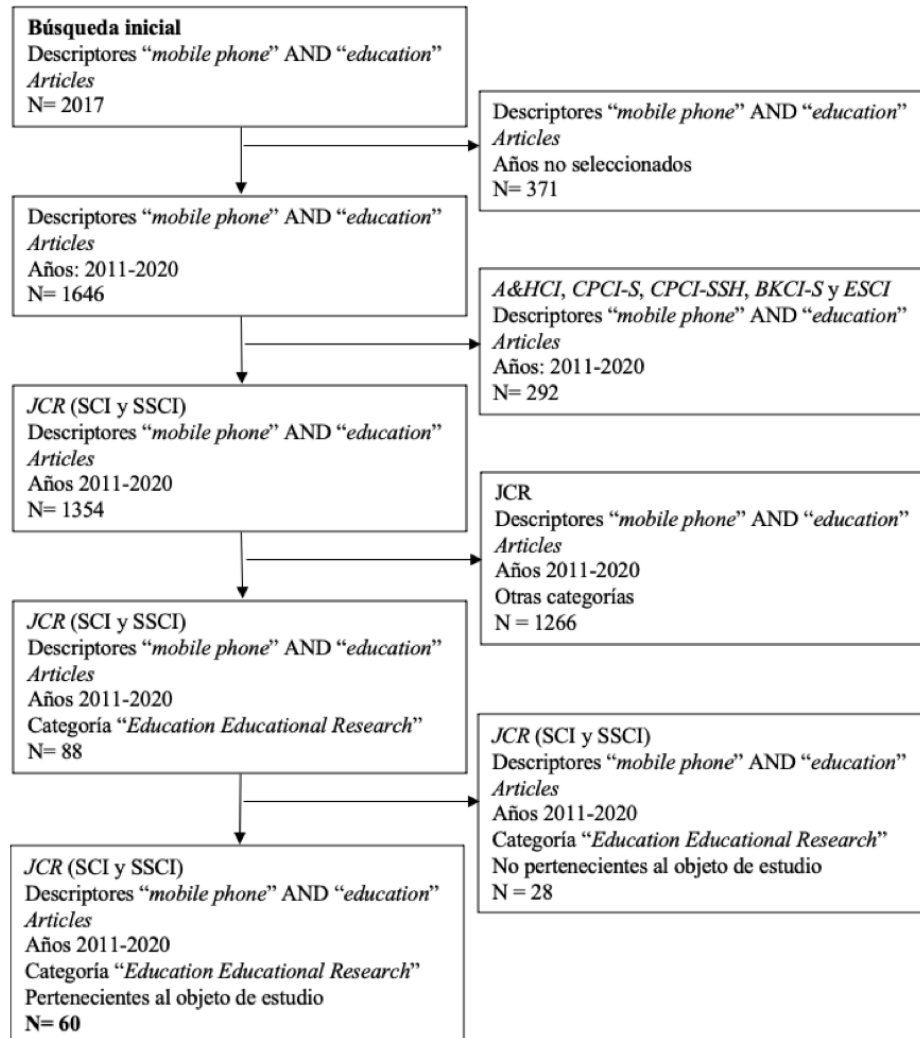 Búsqueda inicial
Descriptores “mobile phone” AND “education”
Articles
N= 2017
Descriptores “mobile phone” AND “education”
Articles
Años no seleccionados
N= 371
Descriptores “mobile phone” AND “education”
Articles
Años: 2011-2020
N= 1646
A&HCI, CPCI-S, CPCI-SSH, BKCI-S y ESCI
Descriptores “mobile phone” AND “education”
Articles
Años: 2011-2020
N= 292
JCR (SCI y SSCI)
Descriptores “mobile phone” AND “education”
Articles
Años 2011-2020
N= 1354
JCR
Descriptores “mobile phone” AND “education”
Articles
Años 2011-2020
Otras categorías
N = 1266
JCR (SCI y SSCI)
Descriptores “mobile phone” AND “education”
Articles
Años 2011-2020
Categoría “Education Educational Research”
N= 88
JCR (SCI y SSCI)
Descriptores “mobile phone” AND “education”
Articles
Años 2011-2020
Categoría “Education Educational Research”
No pertenecientes al objeto de estudio
N = 28
JCR (SCI y SSCI)
Descriptores “mobile phone” AND “education”
Articles
Años 2011-2020
Categoría “Education Educational Research”
Pertenecientes al objeto de estudio
N= 60